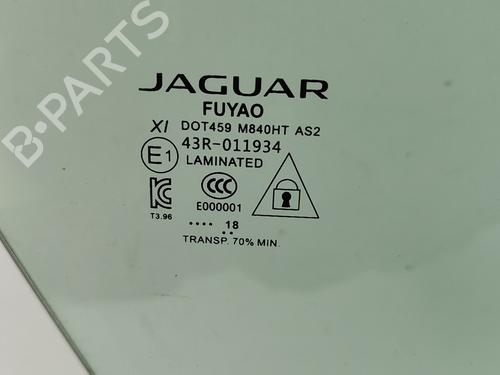 B-PARTS
JAGUAR
FUYAO
XI DOT459 M840HT AS2
E1 43R-011934
LAMINATED
T3.96
CCC
E000001
.... 18
..
TRANSP. 70% MIN.